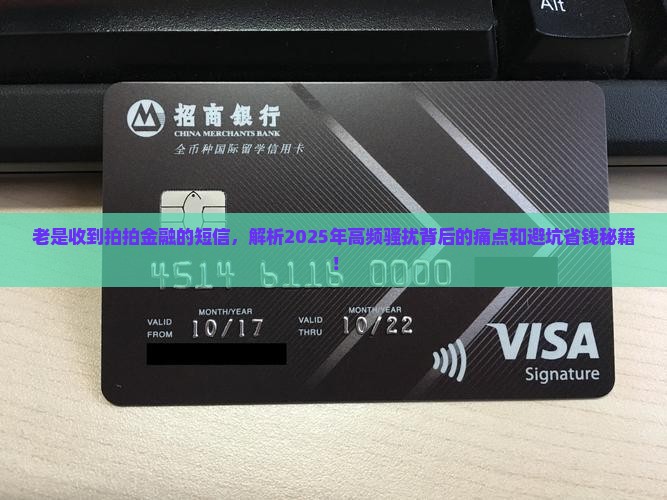 Alt
招商銀行
CHINA MERCHANTS BANK
全币种国际留学信用卡
老是收到拍拍金融的短信，解析2025年高频骚扰背后的痛点和避坑省钱秘籍
！
4514 6116 0000
MONTH/YEAR MONTH/YEAR
VALID FROM 10/17 VALID THRU 10/22
VISA
Signature